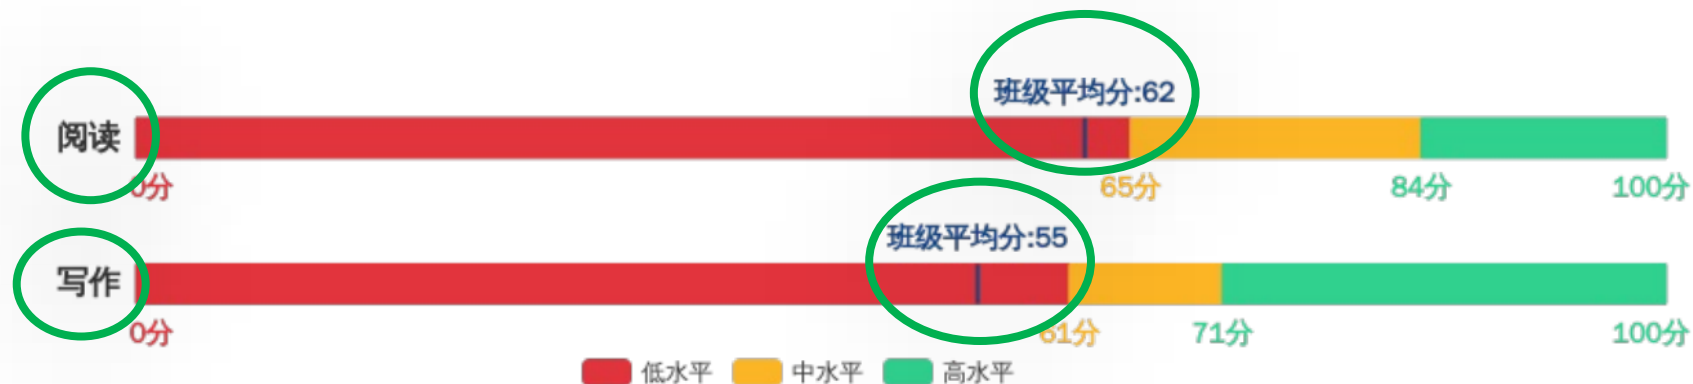 班级平均分:62
阅读
0分 65分 84分 100分
班级平均分:55
写作
0分 61分 71分 100分
低水平 中水平 高水平